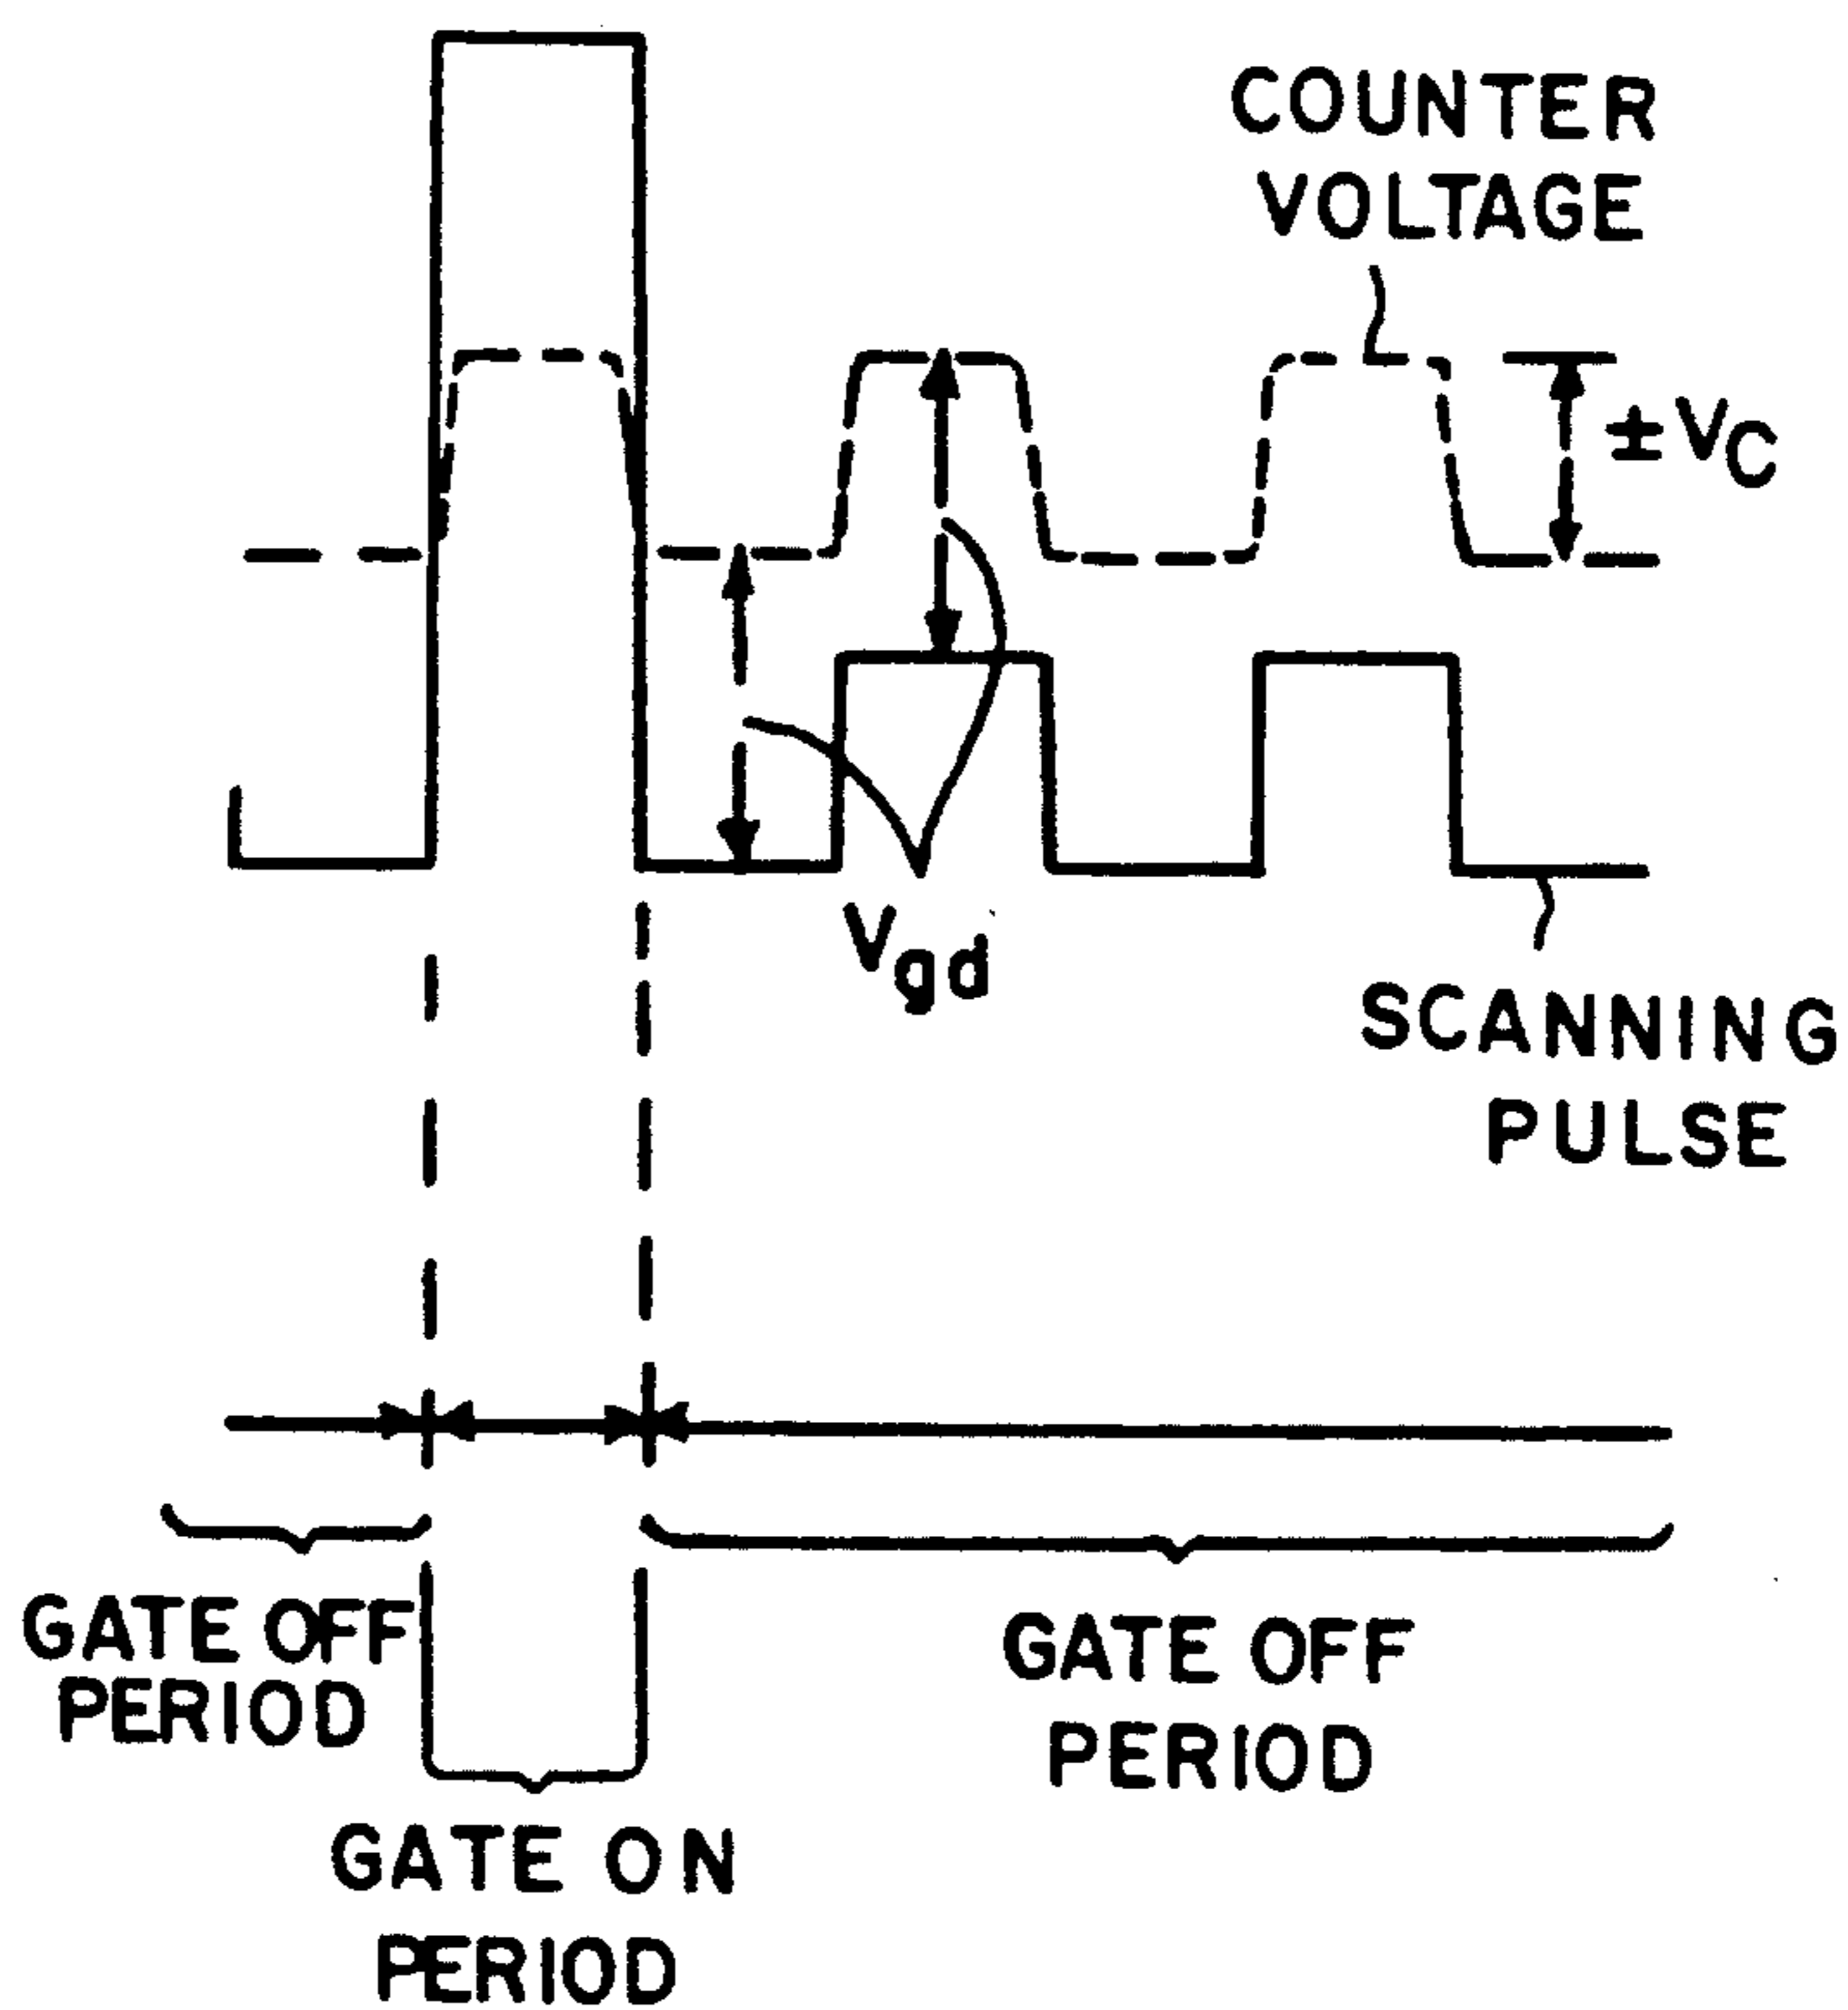 COUNTER
VOLTAGE
± VC
Vgd
SCANNING
PULSE
GATE OFF
PERIOD
GATE OFF
PERIOD
GATE ON
PERIOD